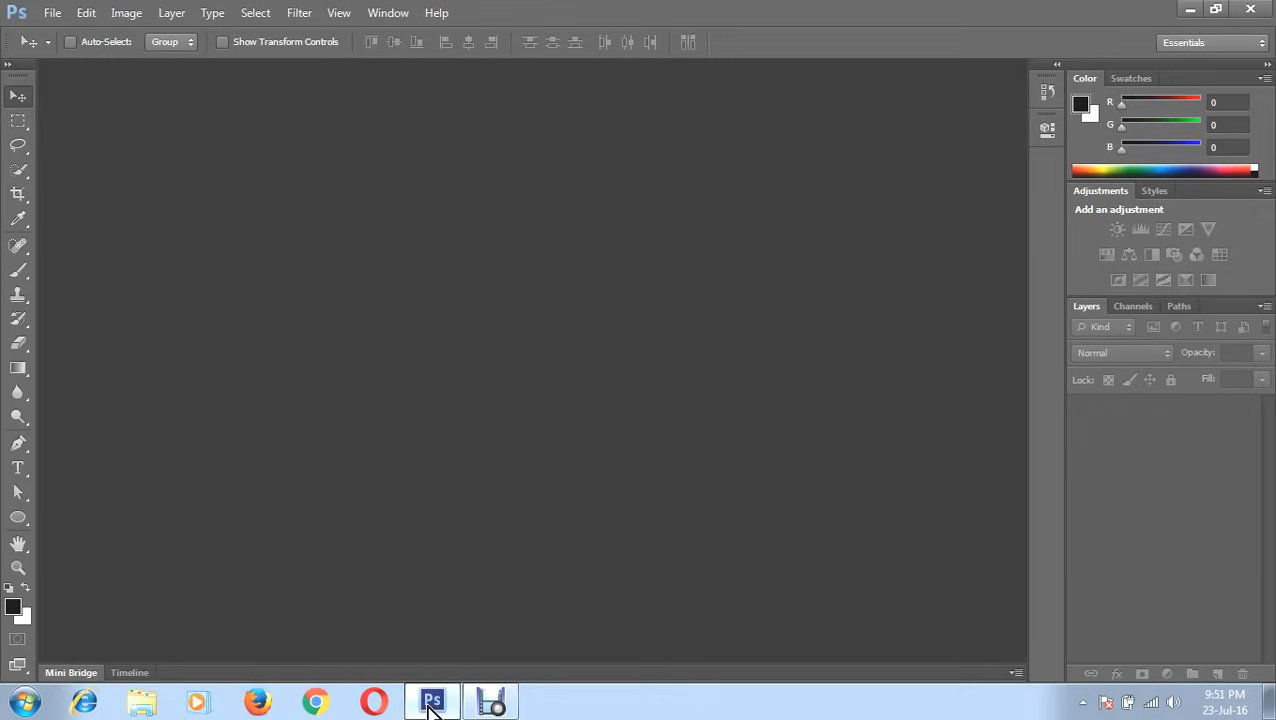 Ps File Edit Image Layer Type Select Filter View Window Help
Auto-Select: Group Show Transform Controls Essentials
Color Swatches
R 0
G 0
B 0
Adjustments Styles
Add an adjustment
Layers Channels Paths
Kind
Normal Opacity:
Lock: Fill:
T
Mini Bridge Timeline
Ps
9:51 PM
23-Jul-16